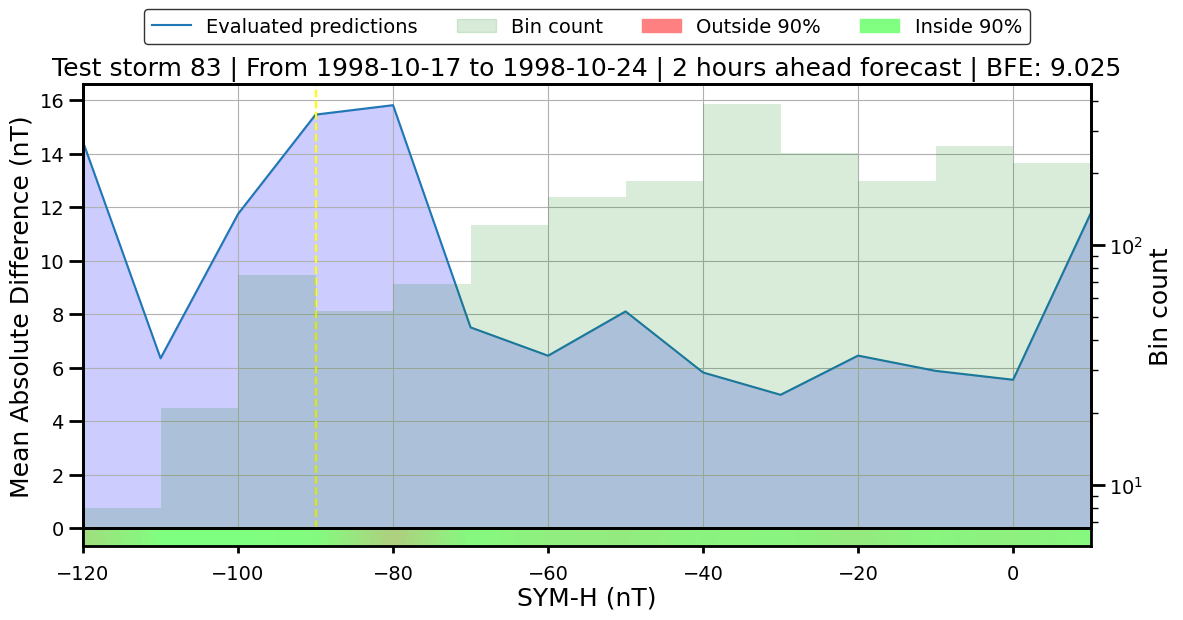 Evaluated predictions Bin count Outside 90% Inside 90%
Test storm 83 | From 1998-10-17 to 1998-10-24 | 2 hours ahead forecast | BFE: 9.025
Mean Absolute Difference (nT)
16
14
12
10
8
6
4
2
0
10²
10¹
Bin count
−120 −100 −80 −60 −40 −20 0
SYM-H (nT)